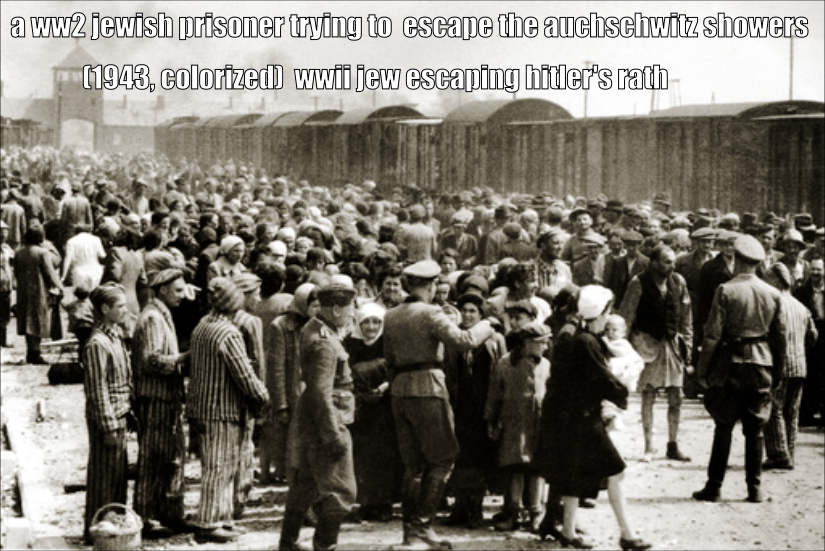 a ww2 jewish prisoner trying to escape the auchschwitz showers
(1943, colorized) wwii jew escaping hitler's rath